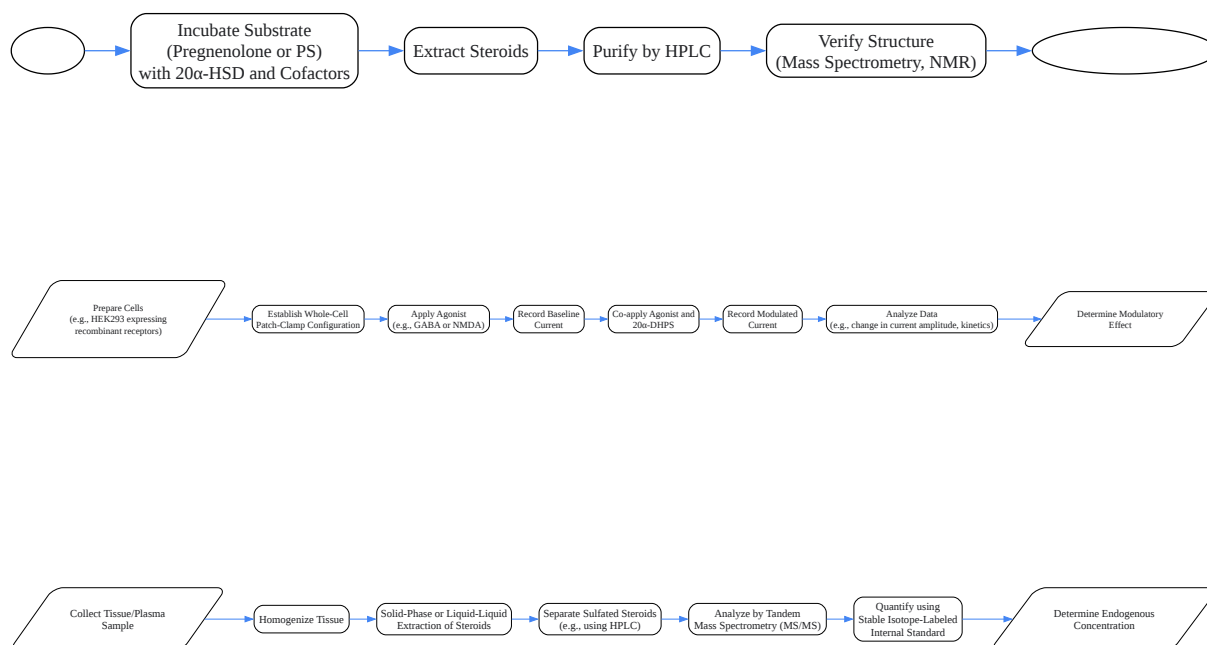 Incubate Substrate
(Pregnenolone or PS)
with 20α-HSD and Cofactors
Extract Steroids
Purify by HPLC
Verify Structure
(Mass Spectrometry, NMR)
Prepare Cells
(e.g., HEK293 expressing
recombinant receptors)
Establish Whole-Cell
Patch-Clamp Configuration
Apply Agonist
(e.g., GABA or NMDA)
Record Baseline
Current
Co-apply Agonist and
20α-DHPS
Record Modulated
Current
Analyze Data
(e.g., change in current amplitude, kinetics)
Determine Modulatory
Effect
Collect Tissue/Plasma
Sample
Homogenize Tissue
Solid-Phase or Liquid-Liquid
Extraction of Steroids
Separate Sulfated Steroids
(e.g., using HPLC)
Analyze by Tandem
Mass Spectrometry (MS/MS)
Quantify using
Stable Isotope-Labeled
Internal Standard
Determine Endogenous
Concentration